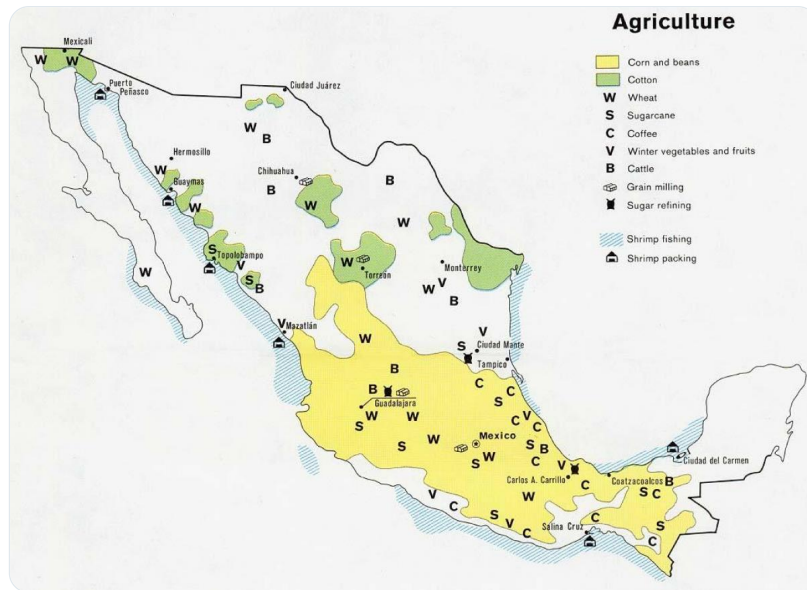 Agriculture
Corn and beans
Cotton
W Wheat
S Sugarcane
C Coffee
V Winter vegetables and fruits
B Cattle
Grain milling
Sugar refining
Shrimp fishing
Shrimp packing
Mexicali
W W
Puerto
Peñasco
Ciudad Juárez
W
B
Hermosillo
W
Guaymas
W
Chihuahua
B
W
B
W
S
Topolobampo
V
S
B
W
W
Torreón
Monterrey
W V
B
V
Mazatlán
W
S
V
Ciudad Mante
Tampico
B
B
Guadalajara
S
W
W
S
W
C
S
C
C
V
C
Mexico
S
W
S
B
C
V
Carlos A. Carrillo
C
Coatzacoalcos
B
S C
Ciudad del Carmen
W
V
C
S
V
C
Salina Cruz
C
S
C